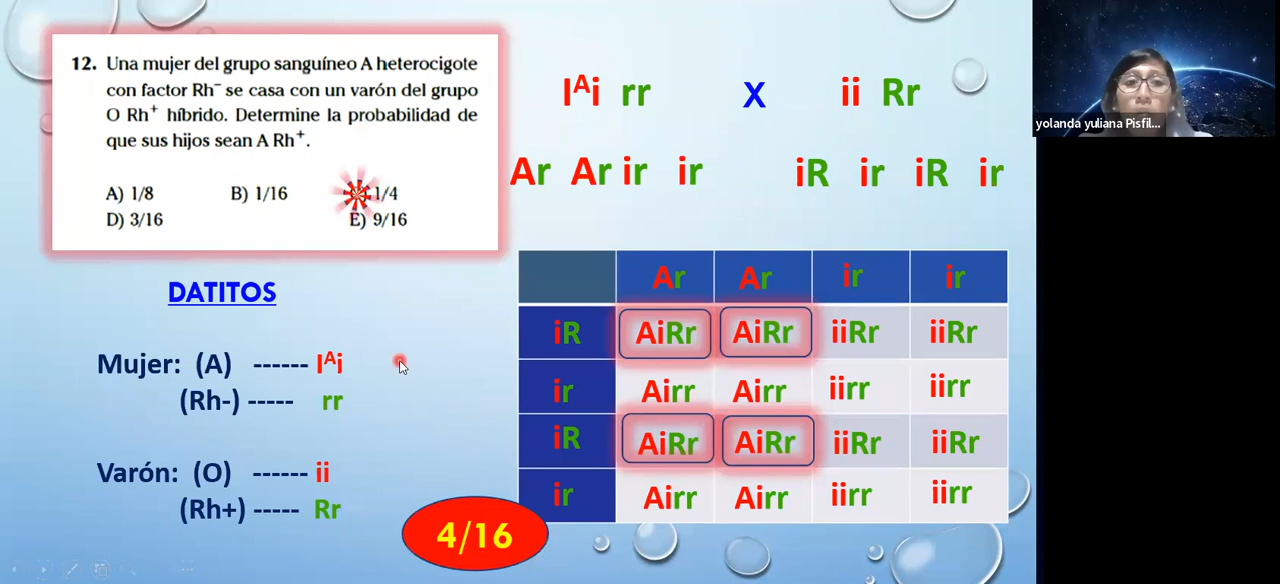 12. Una mujer del grupo sanguíneo A heterocigote
con factor Rh⁻ se casa con un varón del grupo
O Rh⁺ híbrido. Determine la probabilidad de
que sus hijos sean A Rh⁺.
A) 1/8 B) 1/16 1/4
D) 3/16 E) 9/16
Iᴬi rr X ii Rr
Ar Ar ir ir iR ir iR ir
yolanda yuliana Pisfil...
DATITOS
Mujer: (A) ------ Iᴬi
(Rh-) ----- rr
Varón: (O) ------ ii
(Rh+) ----- Rr
Ar Ar ir ir
iR AiRr AiRr iiRr iiRr
ir Airr Airr iirr iirr
iR AiRr AiRr iiRr iiRr
ir Airr Airr iirr iirr
4/16